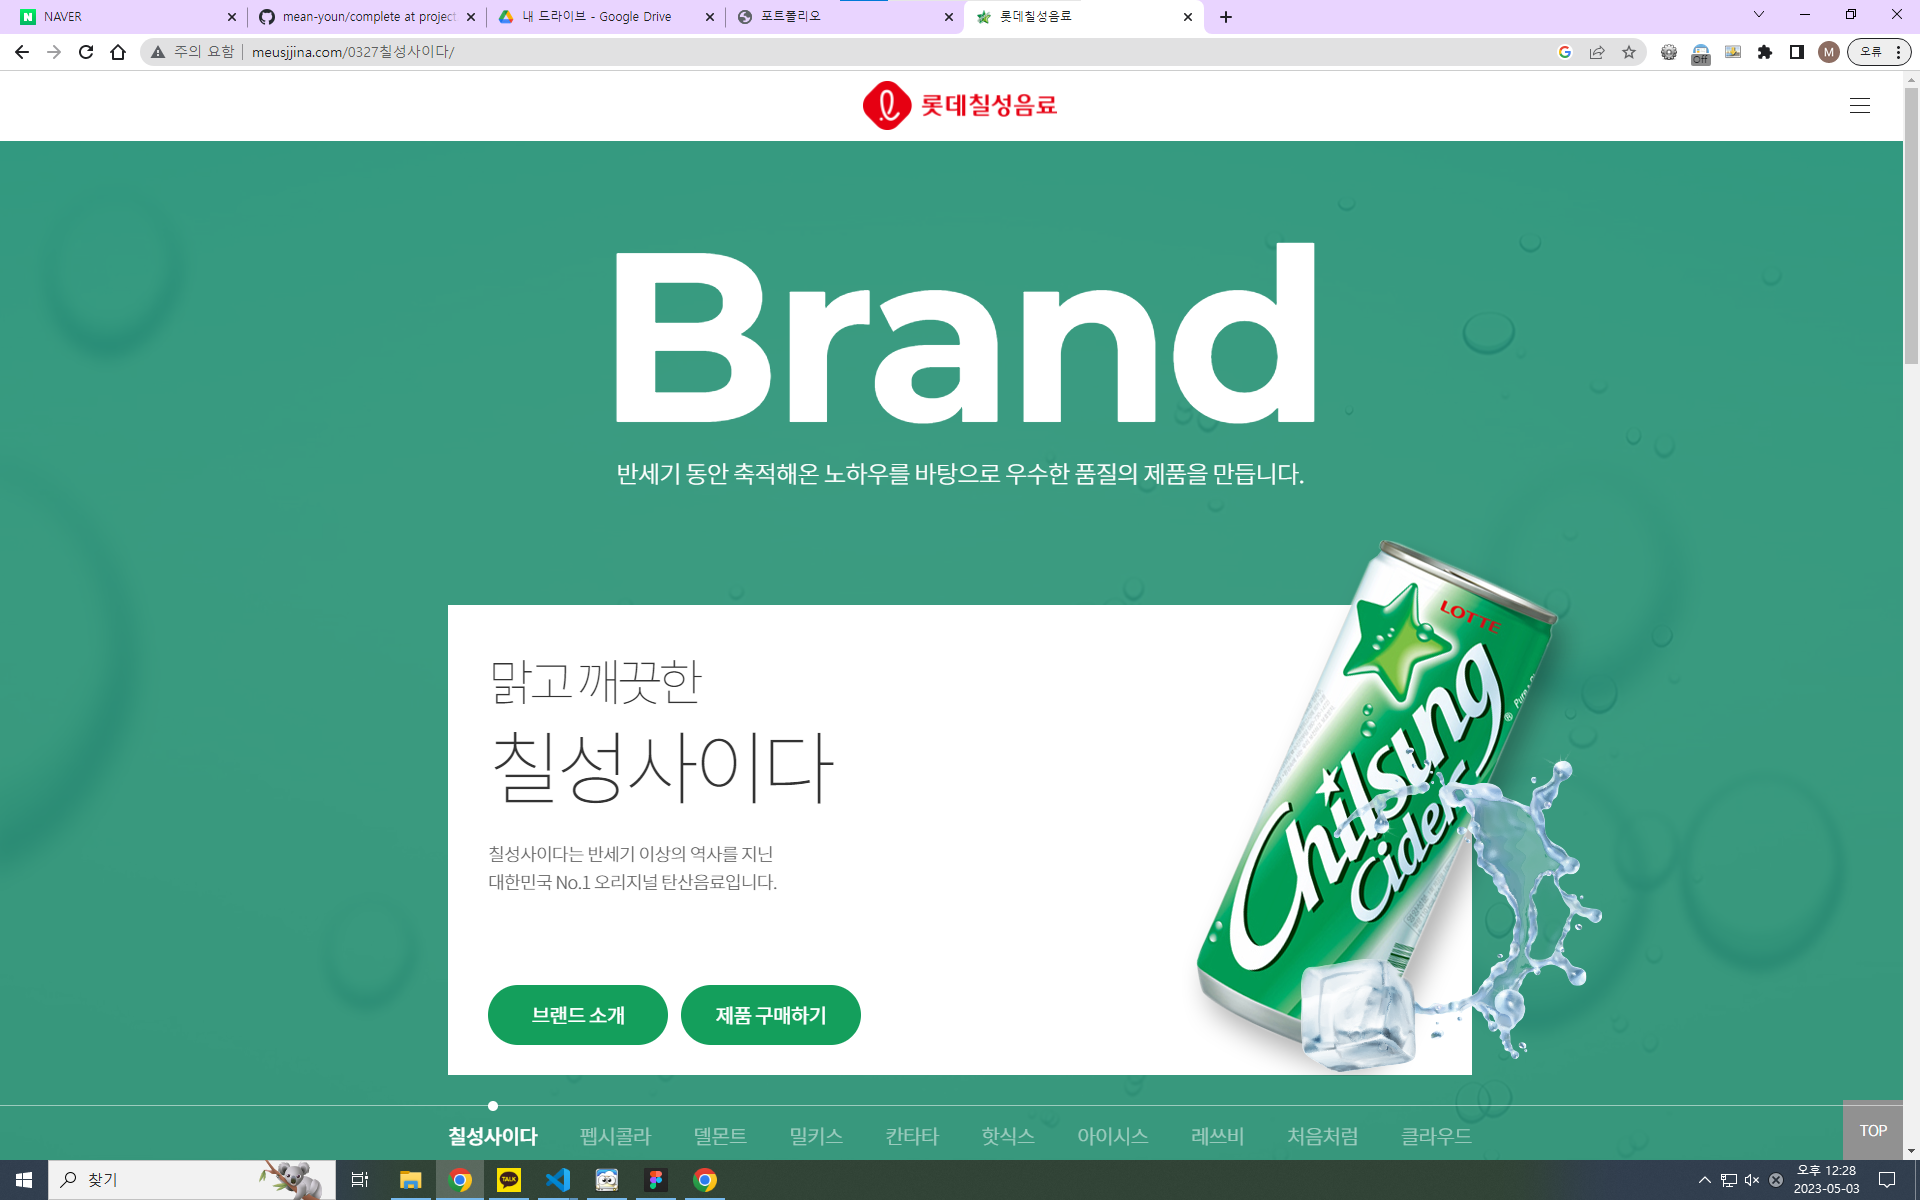 NAVER
mean-youn/complete at project
내 드라이브 - Google Drive
포트폴리오
롯데칠성음료
주의 요함
meusjjina.com/0327칠성사이다/
Off
M
오류
롯데칠성음료
Brand
반세기 동안 축적해온 노하우를 바탕으로 우수한 품질의 제품을 만듭니다.
맑고 깨끗한
칠성사이다
칠성사이다는 반세기 이상의 역사를 지닌
대한민국 No.1 오리지널 탄산음료입니다.
LOTTE
Chilsung
Cider
브랜드 소개
제품 구매하기
칠성사이다 펩시콜라 델몬트 밀키스 칸타타 핫식스 아이시스 레쓰비 처음처럼 클라우드
TOP
찾기
TALK
오후 12:28
2023-05-03